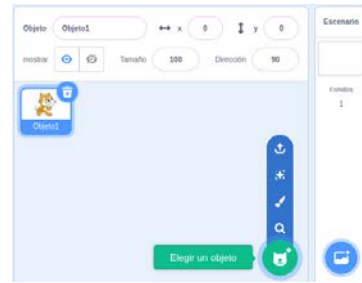 Objeto Objeto1 x 0 y 0
mostrar Tamaño 100 Dirección 90
Objeto1
Elegir un objeto
Escenario
Fondos
1